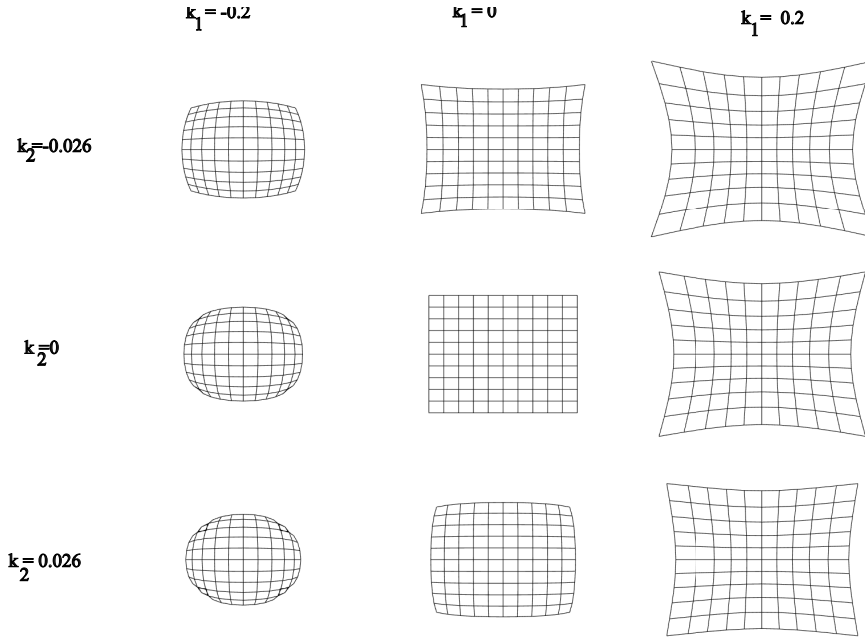 k1 = -0.2
k1 = 0
k1 = 0.2
k2=-0.026
k2=0
k2= 0.026